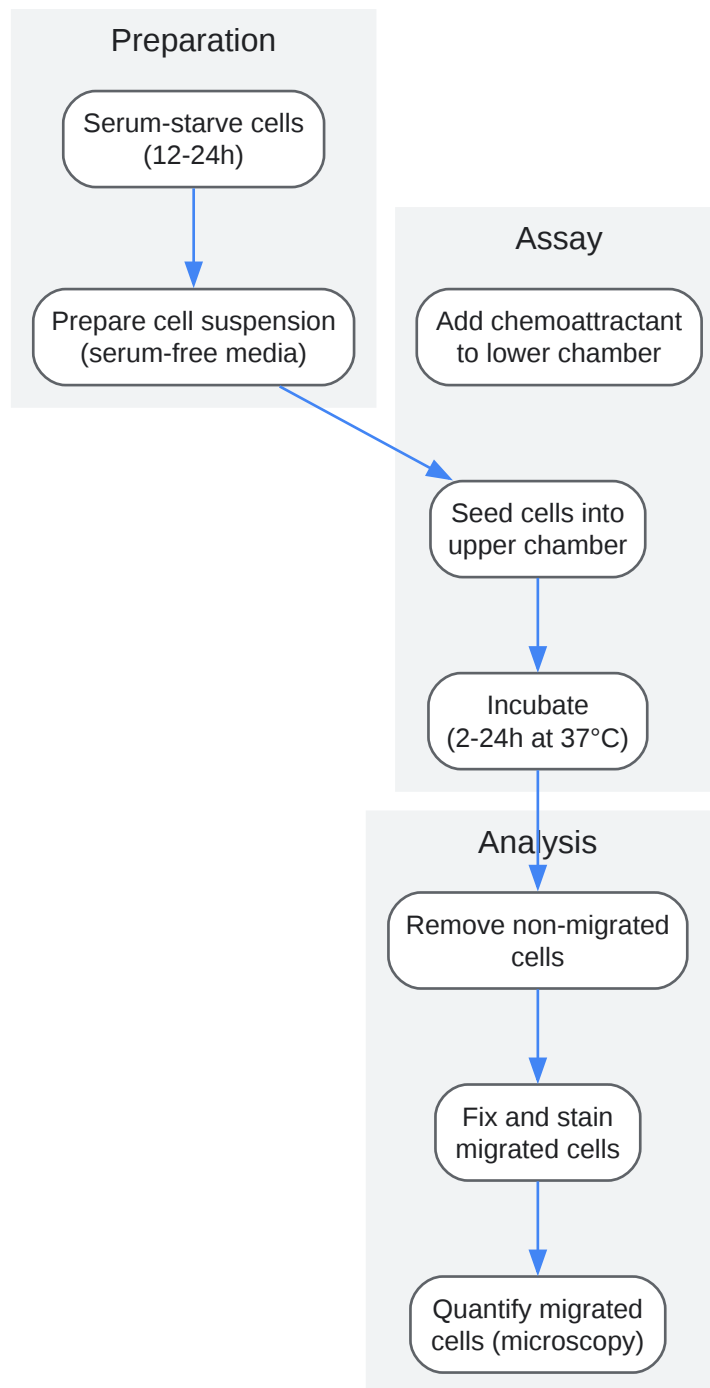 Preparation
Serum-starve cells
(12-24h)
Prepare cell suspension
(serum-free media)
Assay
Add chemoattractant
to lower chamber
Seed cells into
upper chamber
Incubate
(2-24h at 37°C)
Analysis
Remove non-migrated
cells
Fix and stain
migrated cells
Quantify migrated
cells (microscopy)